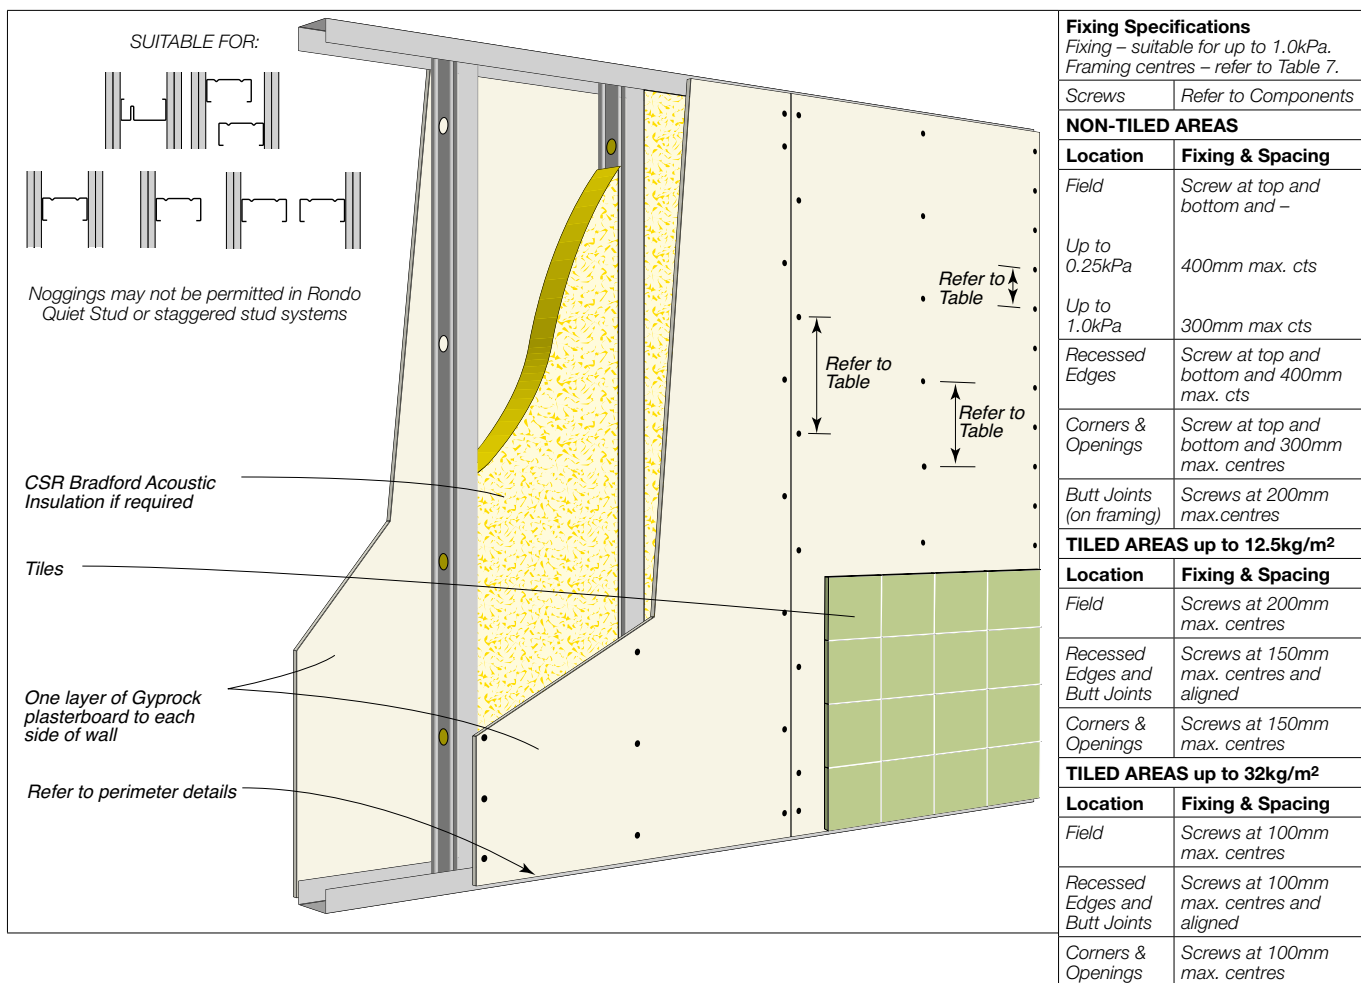 SUITABLE FOR:
Noggings may not be permitted in Rondo
Quiet Stud or staggered stud systems
CSR Bradford Acoustic
Insulation if required
Tiles
One layer of Gyprock
plasterboard to each
side of wall
Refer to perimeter details
Refer to
Table
Refer to
Table
Refer to
Table
Fixing Specifications
Fixing – suitable for up to 1.0kPa.
Framing centres – refer to Table 7.
Screws Refer to Components
NON-TILED AREAS
Location Fixing & Spacing
Field Screw at top and
bottom and –
Up to
0.25kPa 400mm max. cts
Up to
1.0kPa 300mm max cts
Recessed Screw at top and
Edges bottom and 400mm
max. cts
Corners & Screw at top and
Openings bottom and 300mm
max. centres
Butt Joints Screws at 200mm
(on framing) max.centres
TILED AREAS up to 12.5kg/m²
Location Fixing & Spacing
Field Screws at 200mm
max. centres
Recessed Screws at 150mm
Edges and max. centres and
Butt Joints aligned
Corners & Screws at 150mm
Openings max. centres
TILED AREAS up to 32kg/m²
Location Fixing & Spacing
Field Screws at 100mm
max. centres
Recessed Screws at 100mm
Edges and max. centres and
Butt Joints aligned
Corners & Screws at 100mm
Openings max. centres